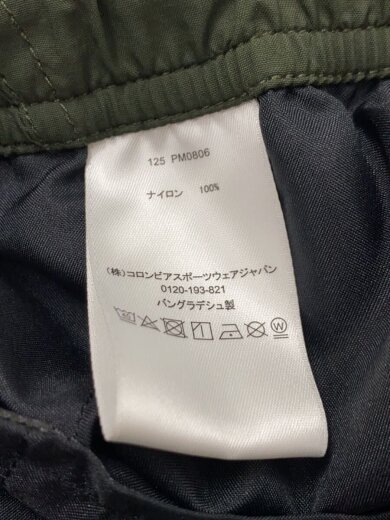 125 PM0806
ナイロン 100%
(株)コロンビアスポーツウェアジャパン
0120-193-821
バングラデシュ製
W